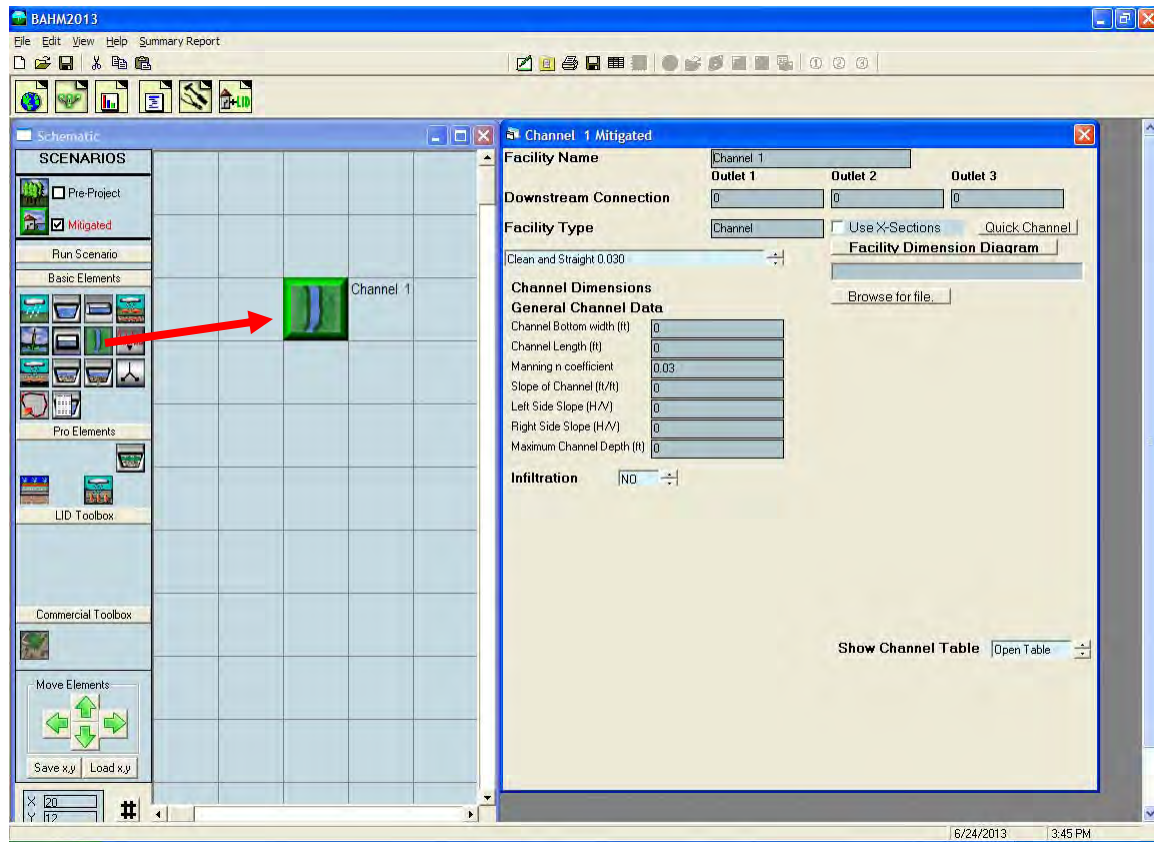 BAHM2013
File Edit View Help Summary Report
Schematic
SCENARIOS
Pre-Project
Mitigated
Run Scenario
Basic Elements
Pro Elements
LID Toolbox
Commercial Toolbox
Move Elements
Save x,y Load x,y
X 20
Y 12
#
Channel 1
Channel 1 Mitigated
Facility Name Channel 1
Outlet 1 Outlet 2 Outlet 3
Downstream Connection 0 0 0
Facility Type Channel Use X-Sections Quick Channel
Facility Dimension Diagram
Clean and Straight 0.030
Browse for file.
Channel Dimensions
General Channel Data
Channel Bottom width (ft) 0
Channel Length (ft) 0
Manning n coefficient 0.03
Slope of Channel (ft/ft) 0
Left Side Slope (H/V) 0
Right Side Slope (H/V) 0
Maximum Channel Depth (ft) 0
Infiltration NO
Show Channel Table Open Table
+LID
1 2 3
6/24/2013 3:45 PM